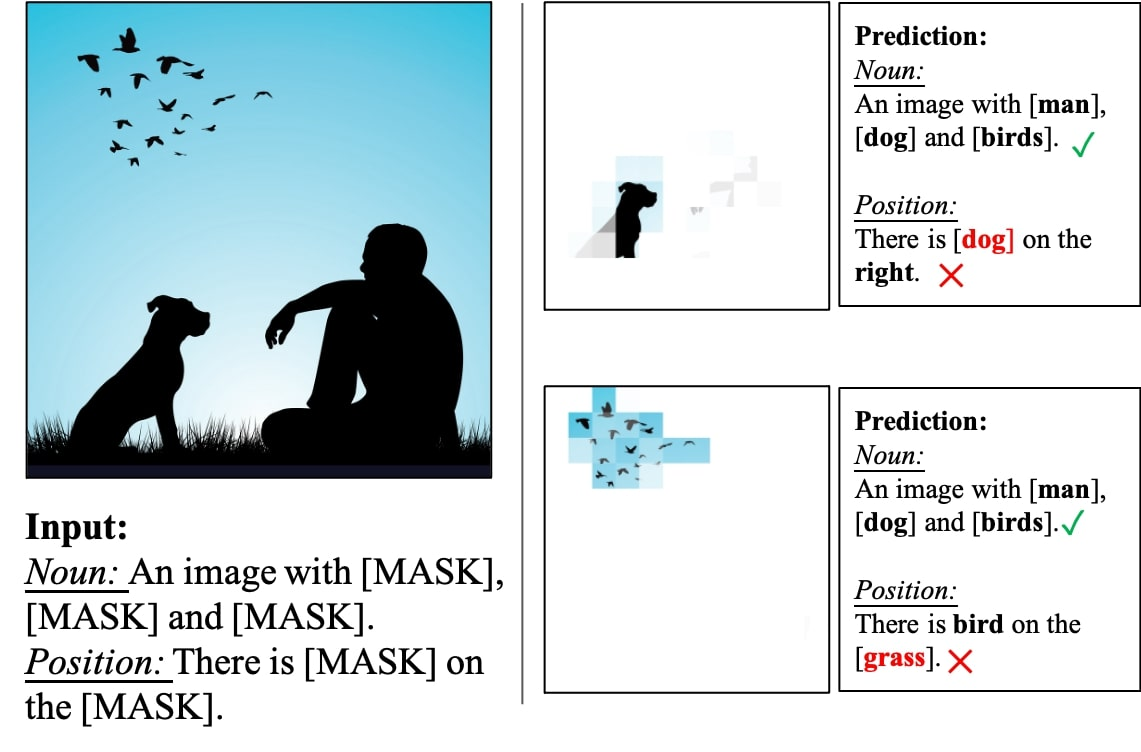 Input:
Noun: An image with [MASK],
[MASK] and [MASK].
Position: There is [MASK] on
the [MASK].
Prediction:
Noun:
An image with [man],
[dog] and [birds]. ✓
Position:
There is [dog] on the
right. ✕
Prediction:
Noun:
An image with [man],
[dog] and [birds]. ✓
Position:
There is bird on the
[grass]. ✕